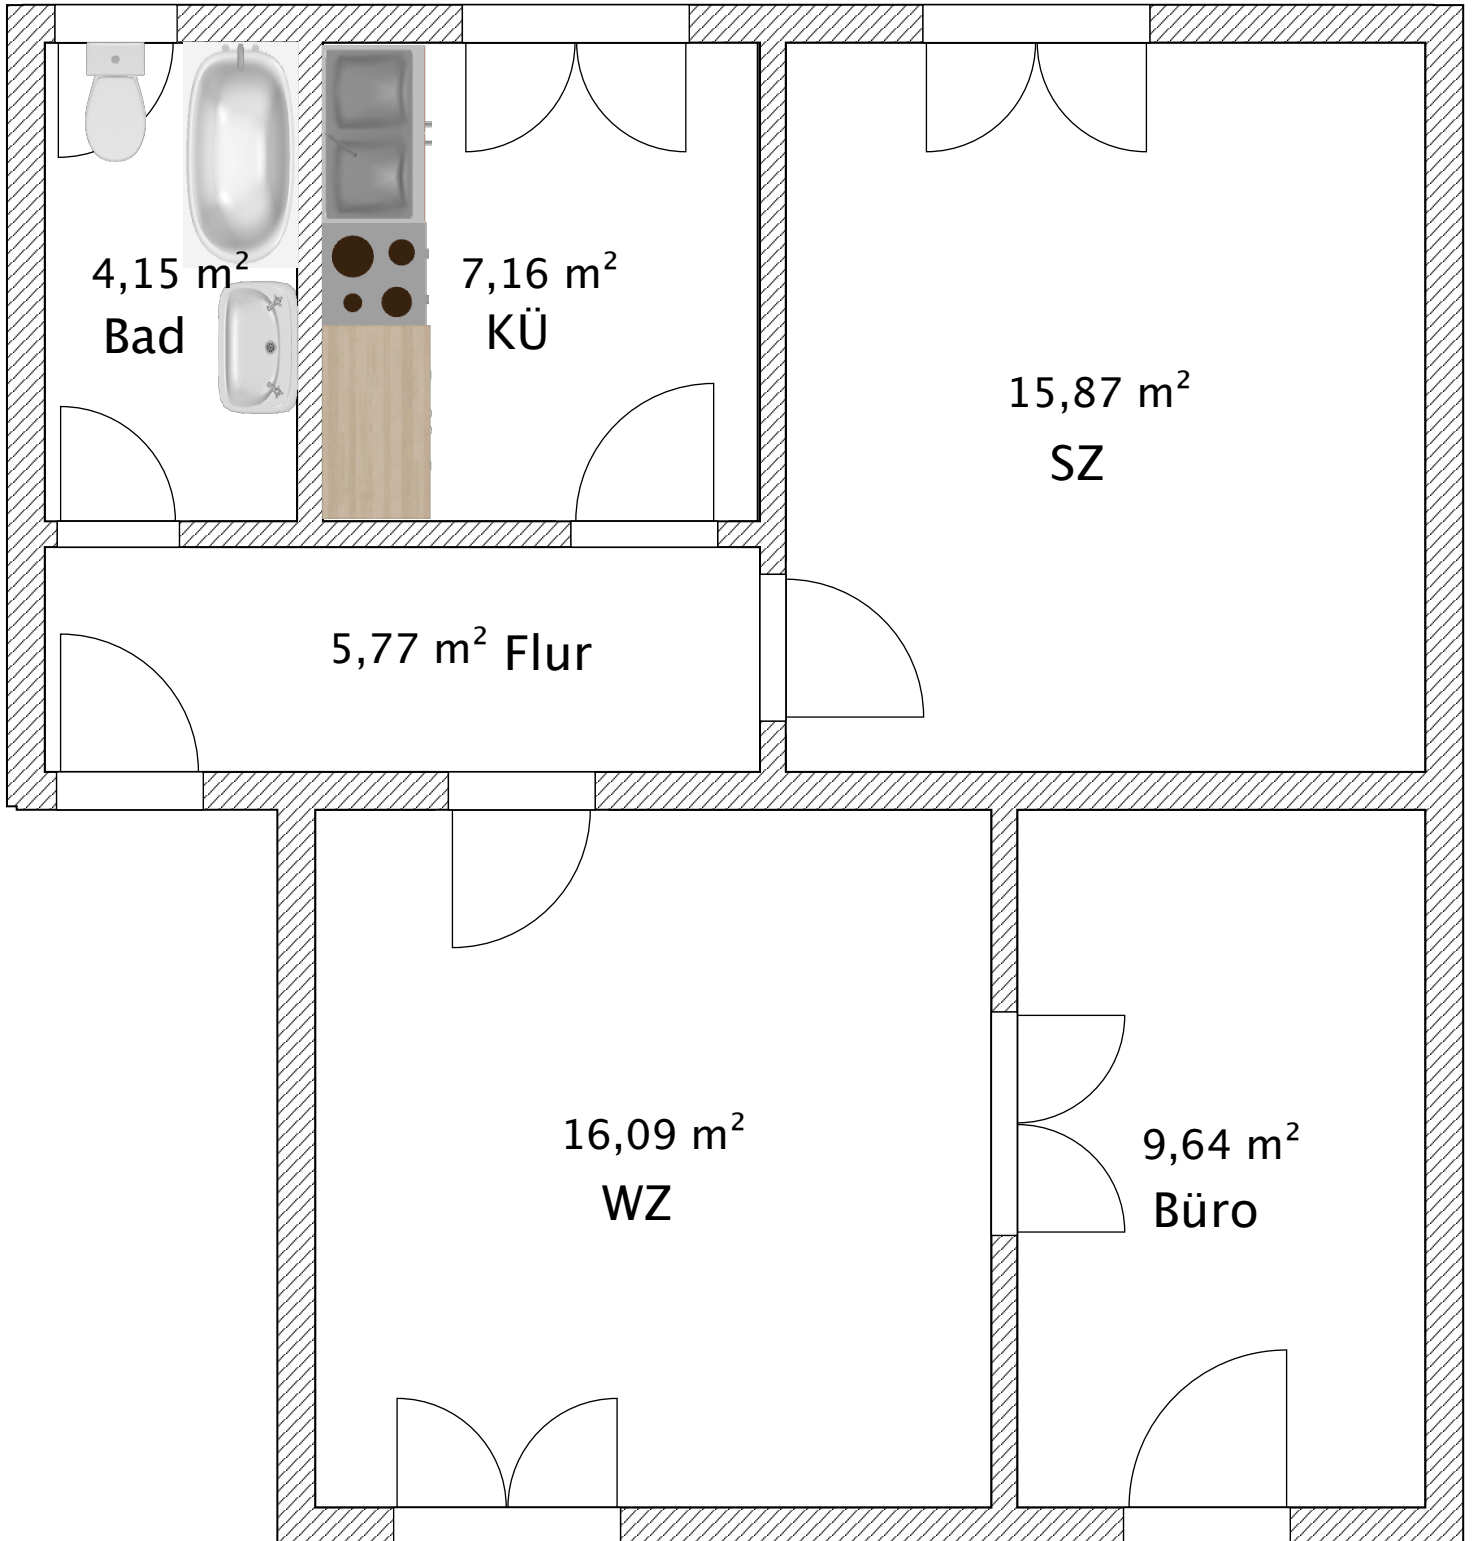 4,15 m²
Bad
7,16 m²
KÜ
15,87 m²
SZ
5,77 m² Flur
16,09 m²
WZ
9,64 m²
Büro